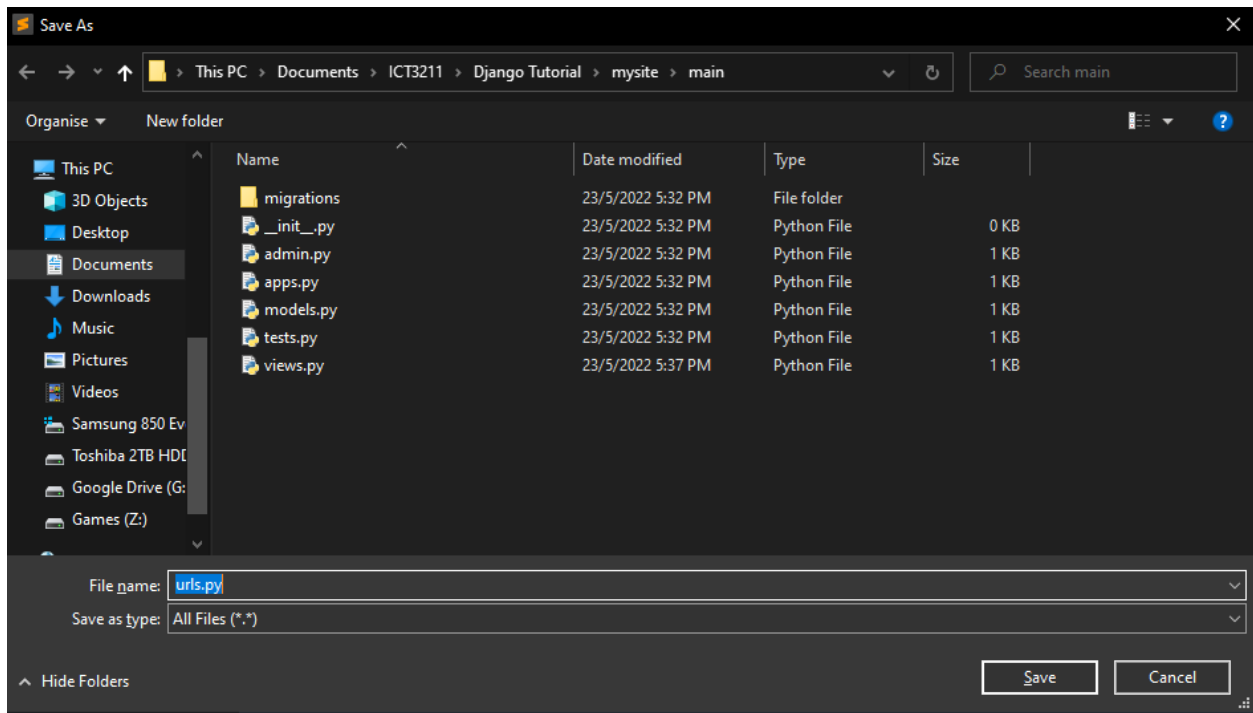 Save As
This PC > Documents > ICT3211 > Django Tutorial > mysite > main
Search main
Organise
New folder
This PC
3D Objects
Desktop
Documents
Downloads
Music
Pictures
Videos
Samsung 850 Ev
Toshiba 2TB HDD
Google Drive (G:
Games (Z:)
Name Date modified Type Size
migrations 23/5/2022 5:32 PM File folder
__init__.py 23/5/2022 5:32 PM Python File 0 KB
admin.py 23/5/2022 5:32 PM Python File 1 KB
apps.py 23/5/2022 5:32 PM Python File 1 KB
models.py 23/5/2022 5:32 PM Python File 1 KB
tests.py 23/5/2022 5:32 PM Python File 1 KB
views.py 23/5/2022 5:37 PM Python File 1 KB
File name: urls.py
Save as type: All Files (*.*)
Hide Folders
Save
Cancel